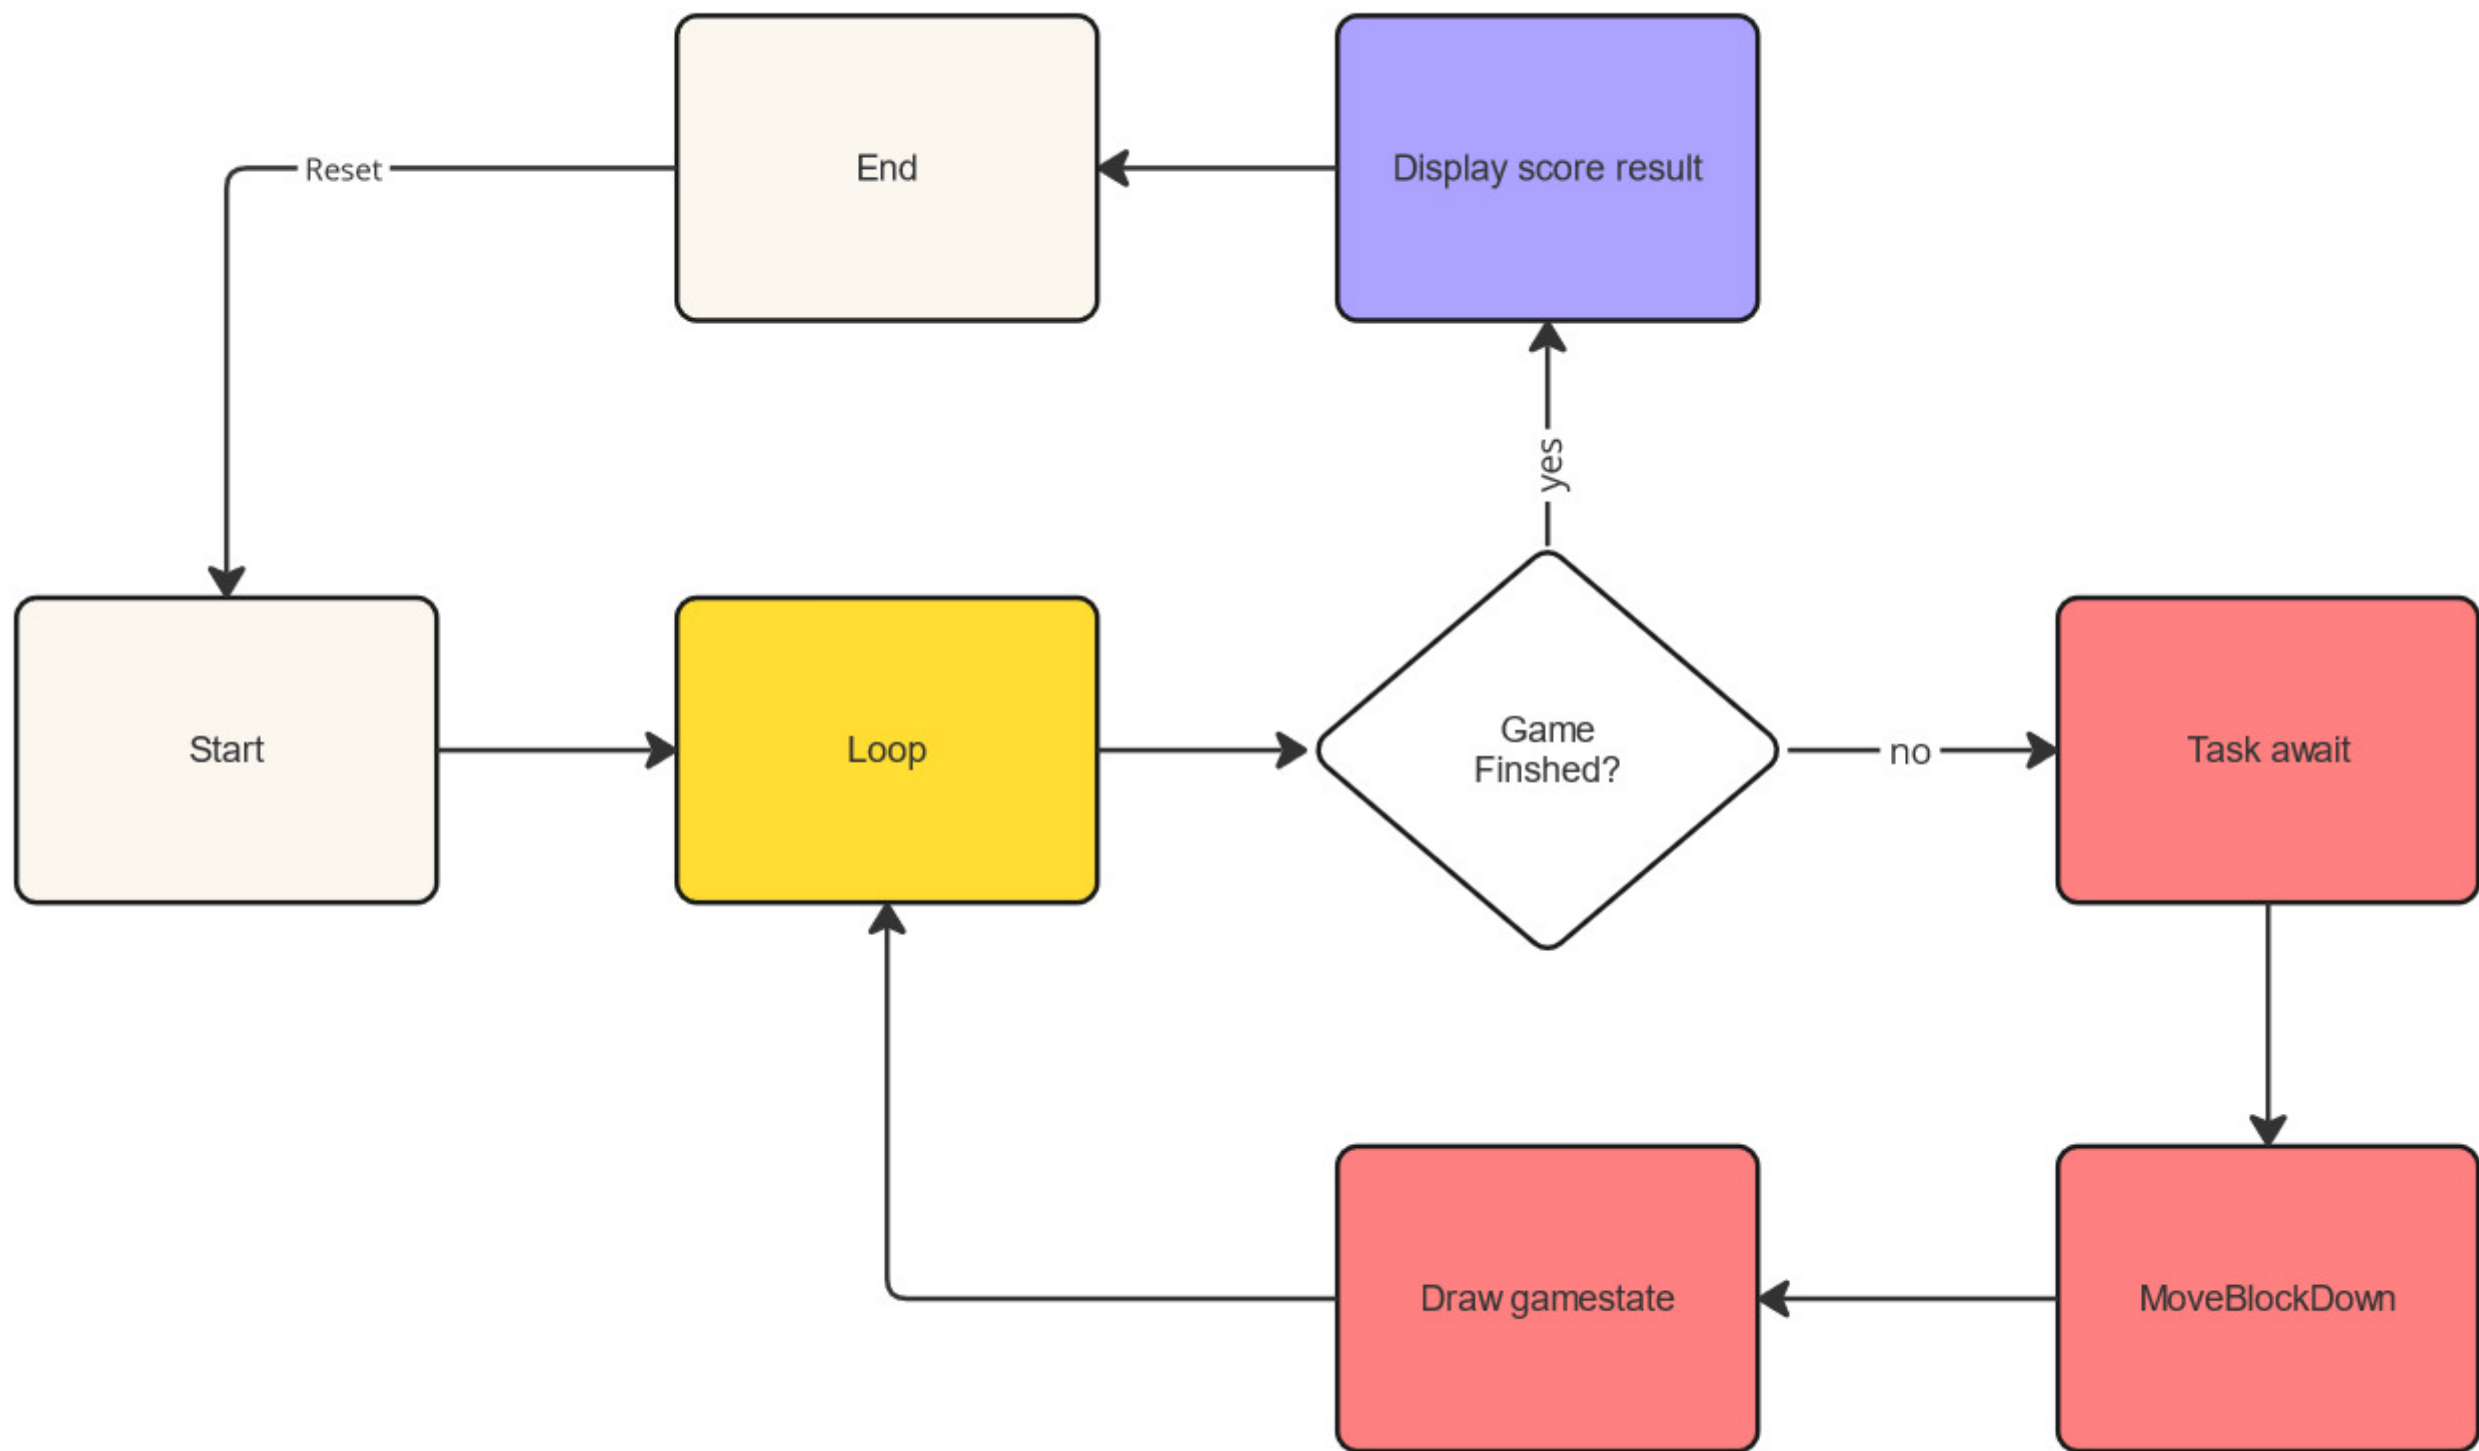 End
Display score result
Reset
yes
Start
Loop
Game
Finshed?
no
Task await
Draw gamestate
MoveBlockDown